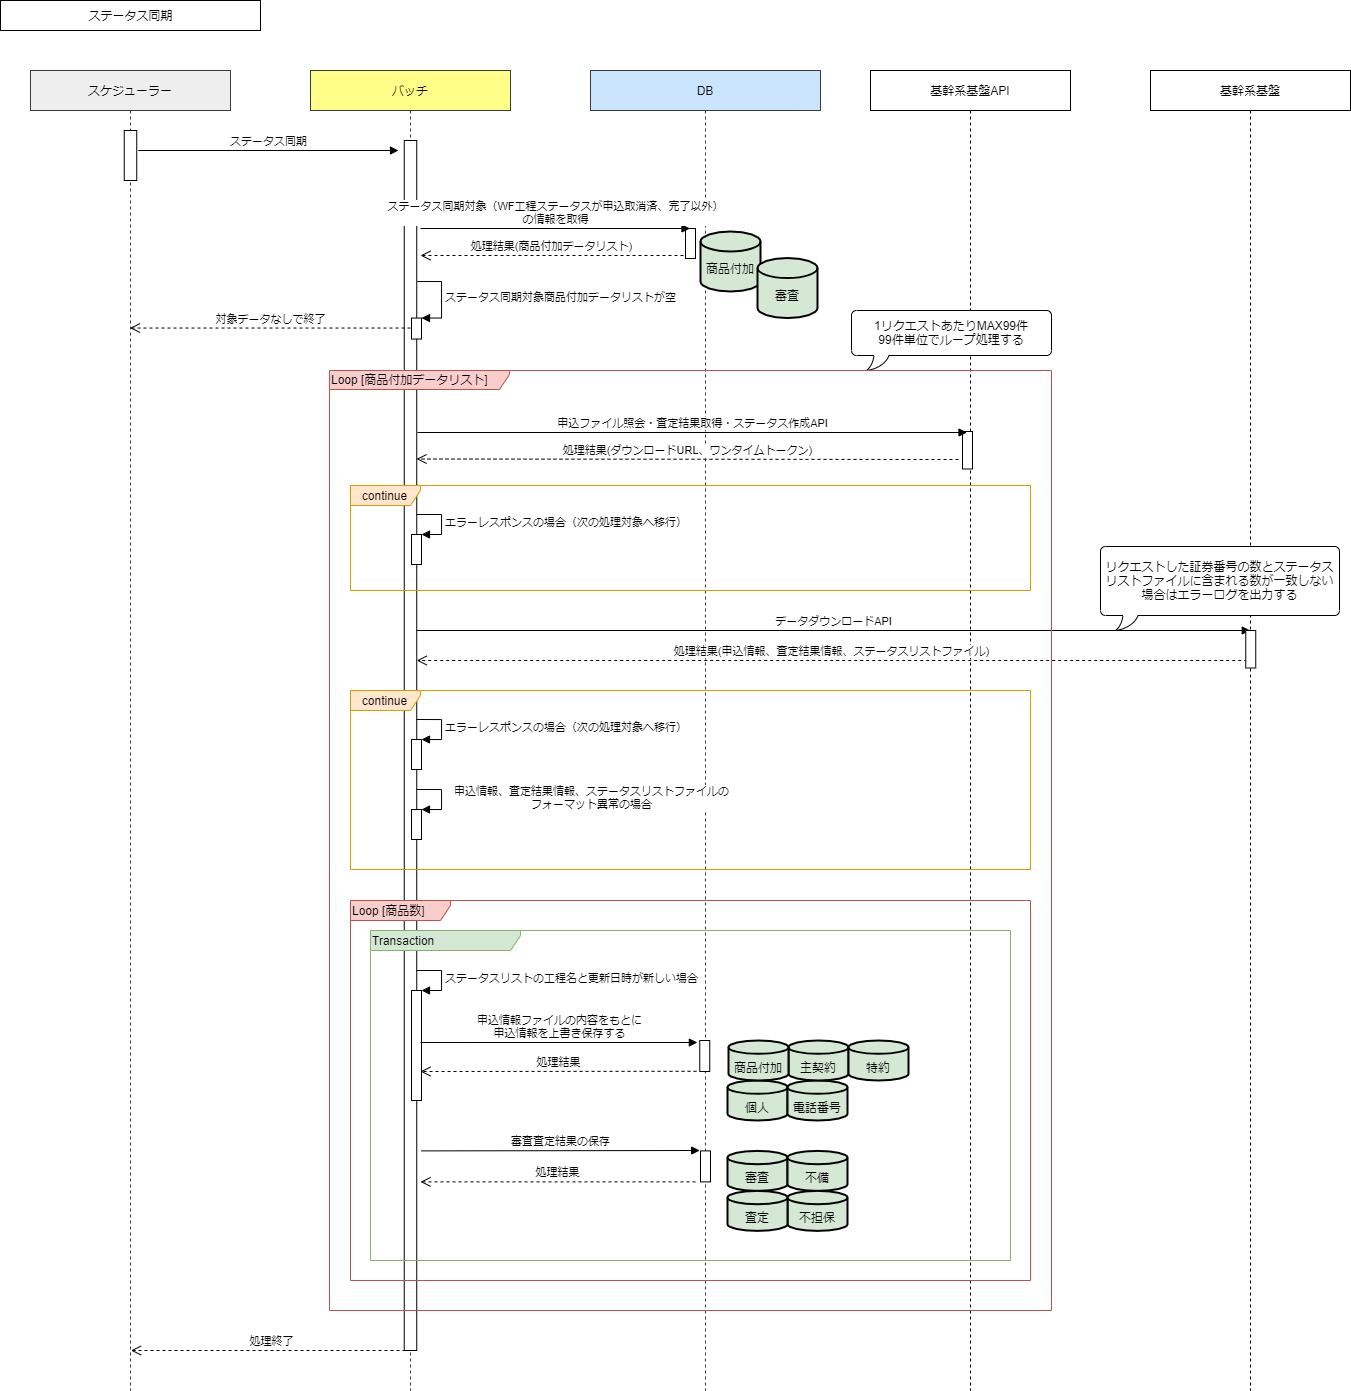 ステータス同期
スケジューラー
バッチ
DB
基幹系基盤API
基幹系基盤
ステータス同期
ステータス同期対象（WF工程ステータスが申込取消済、完了以外）
の情報を取得
処理結果(商品付加データリスト)
商品付加
審査
ステータス同期対象商品付加データリストが空
対象データなしで終了
1リクエストあたりMAX99件
99件単位でループ処理する
Loop [商品付加データリスト]
申込ファイル照会・査定結果取得・ステータス作成API
処理結果(ダウンロードURL、ワンタイムトークン)
continue
エラーレスポンスの場合（次の処理対象へ移行）
リクエストした証券番号の数とステータス
リストファイルに含まれる数が一致しない
場合はエラーログを出力する
データダウンロードAPI
処理結果(申込情報、査定結果情報、ステータスリストファイル)
continue
エラーレスポンスの場合（次の処理対象へ移行）
申込情報、査定結果情報、ステータスリストファイルの
フォーマット異常の場合
Loop [商品数]
Transaction
ステータスリストの工程名と更新日時が新しい場合
申込情報ファイルの内容をもとに
申込情報を上書き保存する
処理結果
商品付加
主契約
特約
個人
電話番号
審査査定結果の保存
処理結果
審査
不備
査定
不担保
処理終了